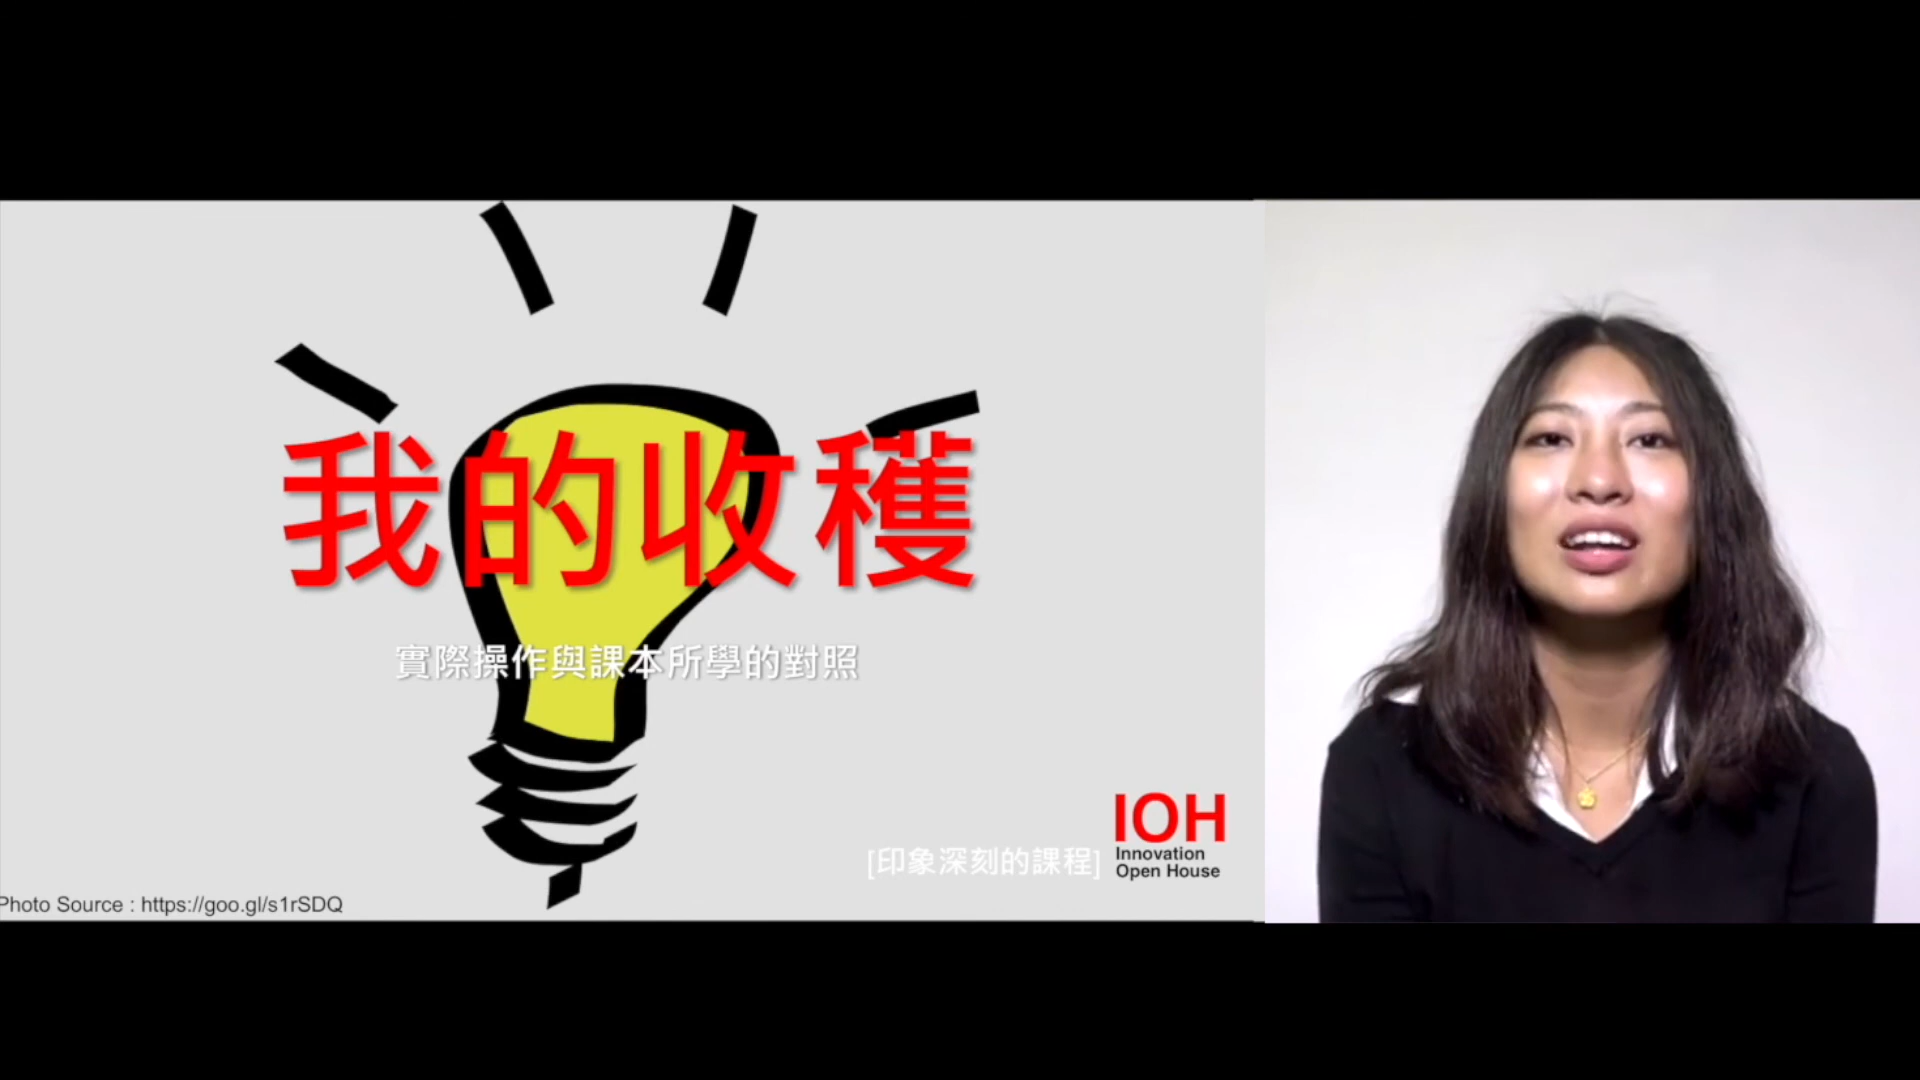 我的收穫
實際操作與課本所學的對照
[印象深刻的課程]
IOH
Innovation
Open House
Photo Source : https://goo.gl/s1rSDQ